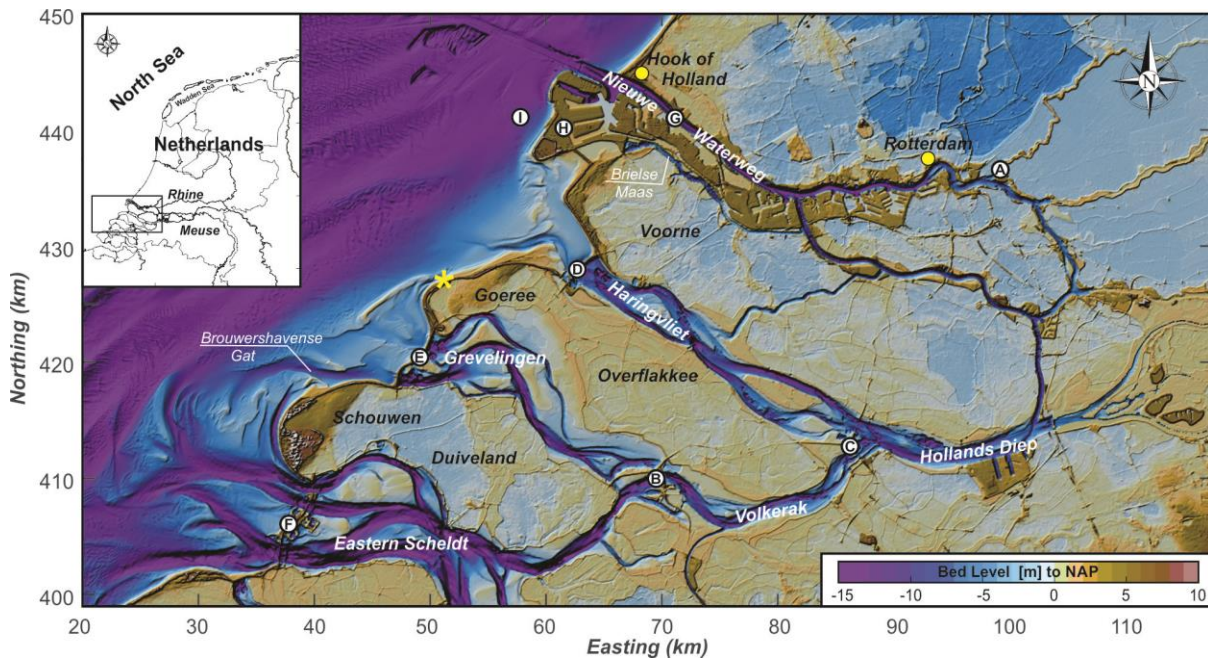 450
440
430
420
410
400
Northing (km)
20
30
40
50
60
70
80
90
100
110
Easting (km)
North Sea
Wadden Sea
Netherlands
Rhine
Meuse
N
Hook of
Holland
Nieuwe
Waterweg
I
H
G
Rotterdam
A
Brielse
Maas
Voorne
D
Goeree
Haringvliet
Brouwershavense
Gat
E
Grevelingen
Overflakkee
Schouwen
Duiveland
C
Hollands Diep
B
Volkerak
F
Eastern Scheldt
Bed Level [m] to NAP
-15
-10
-5
0
5
10